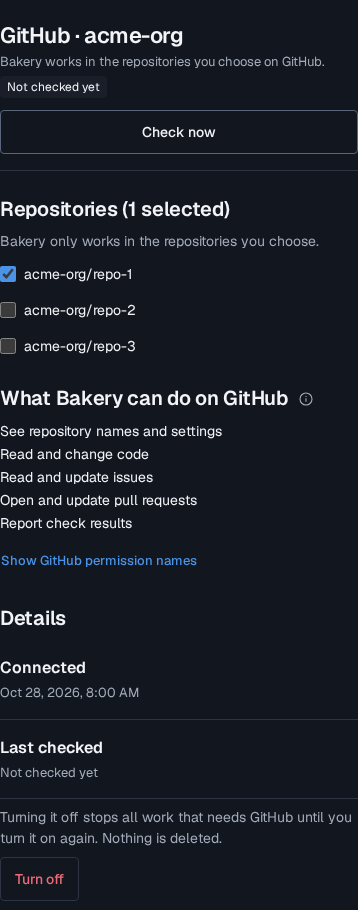 GitHub · acme-org
Bakery works in the repositories you choose on GitHub.
Not checked yet
Check now
Repositories (1 selected)
Bakery only works in the repositories you choose.
acme-org/repo-1
acme-org/repo-2
acme-org/repo-3
What Bakery can do on GitHub
See repository names and settings
Read and change code
Read and update issues
Open and update pull requests
Report check results
Show GitHub permission names
Details
Connected
Oct 28, 2026, 8:00 AM
Last checked
Not checked yet
Turning it off stops all work that needs GitHub until you
turn it on again. Nothing is deleted.
Turn off